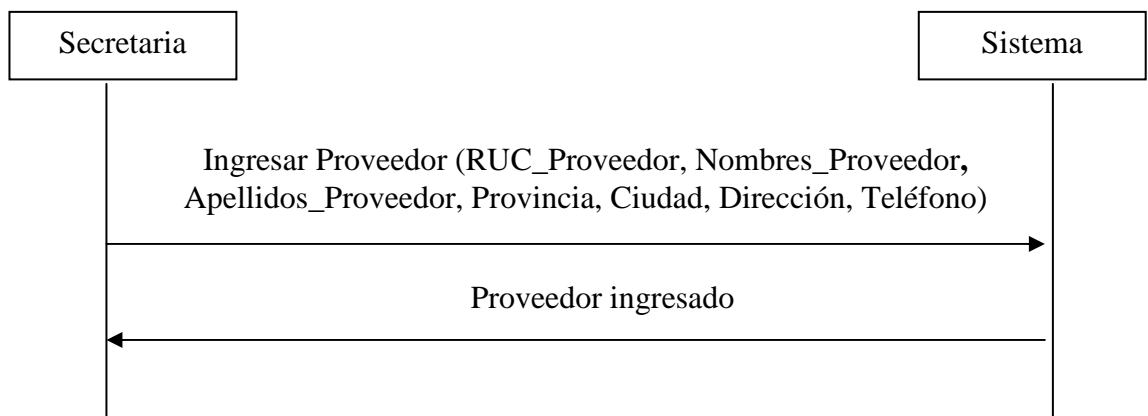 Secretaria
Sistema
Ingresar Proveedor (RUC_Proveedor, Nombres_Proveedor,
Apellidos_Proveedor, Provincia, Ciudad, Dirección, Teléfono)
Proveedor ingresado